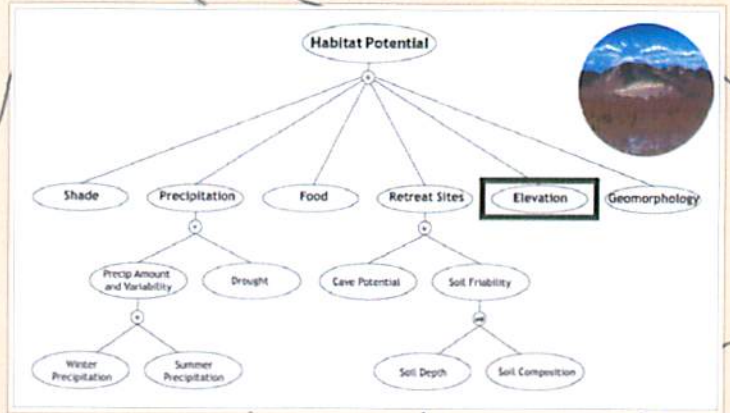 Habitat Potential
Shade
Precipitation
Food
Retreat Sites
Elevation
Geomorphology
Precip Amount
and Variability
Drought
Cave Potential
Soil Friability
Winter
Precipitation
Summer
Precipitation
Soil Depth
Soil Composition